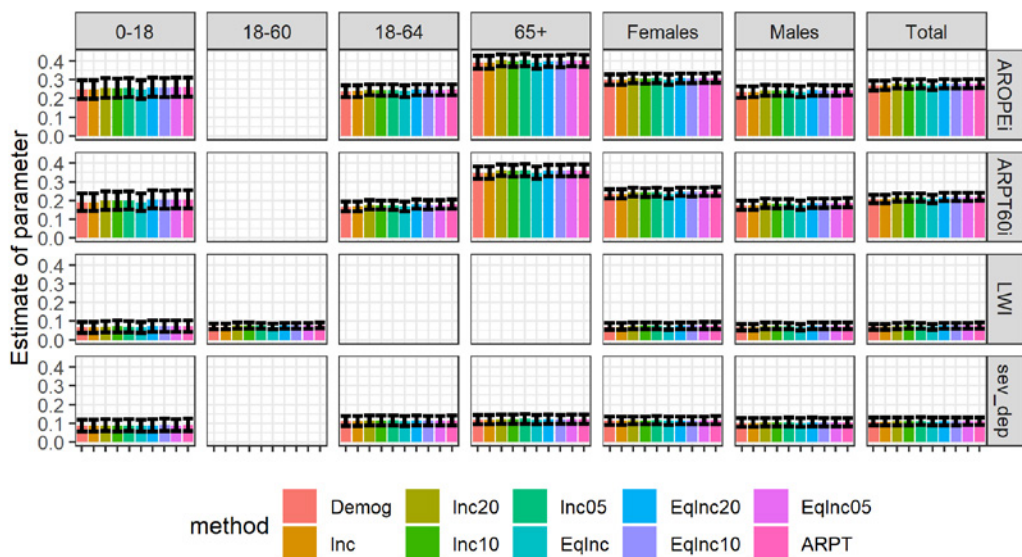 0-18 18-60 18-64 65+ Females Males Total
Estimate of parameter
0.4
0.3
0.2
0.1
0.0
AROPEi
0.4
0.3
0.2
0.1
0.0
ARPT60i
0.4
0.3
0.2
0.1
0.0
LWI
0.4
0.3
0.2
0.1
0.0
sev_dep
method
Demog Inc20 Inc05 EqInc20 EqInc05
Inc Inc10 EqInc EqInc10 ARPT